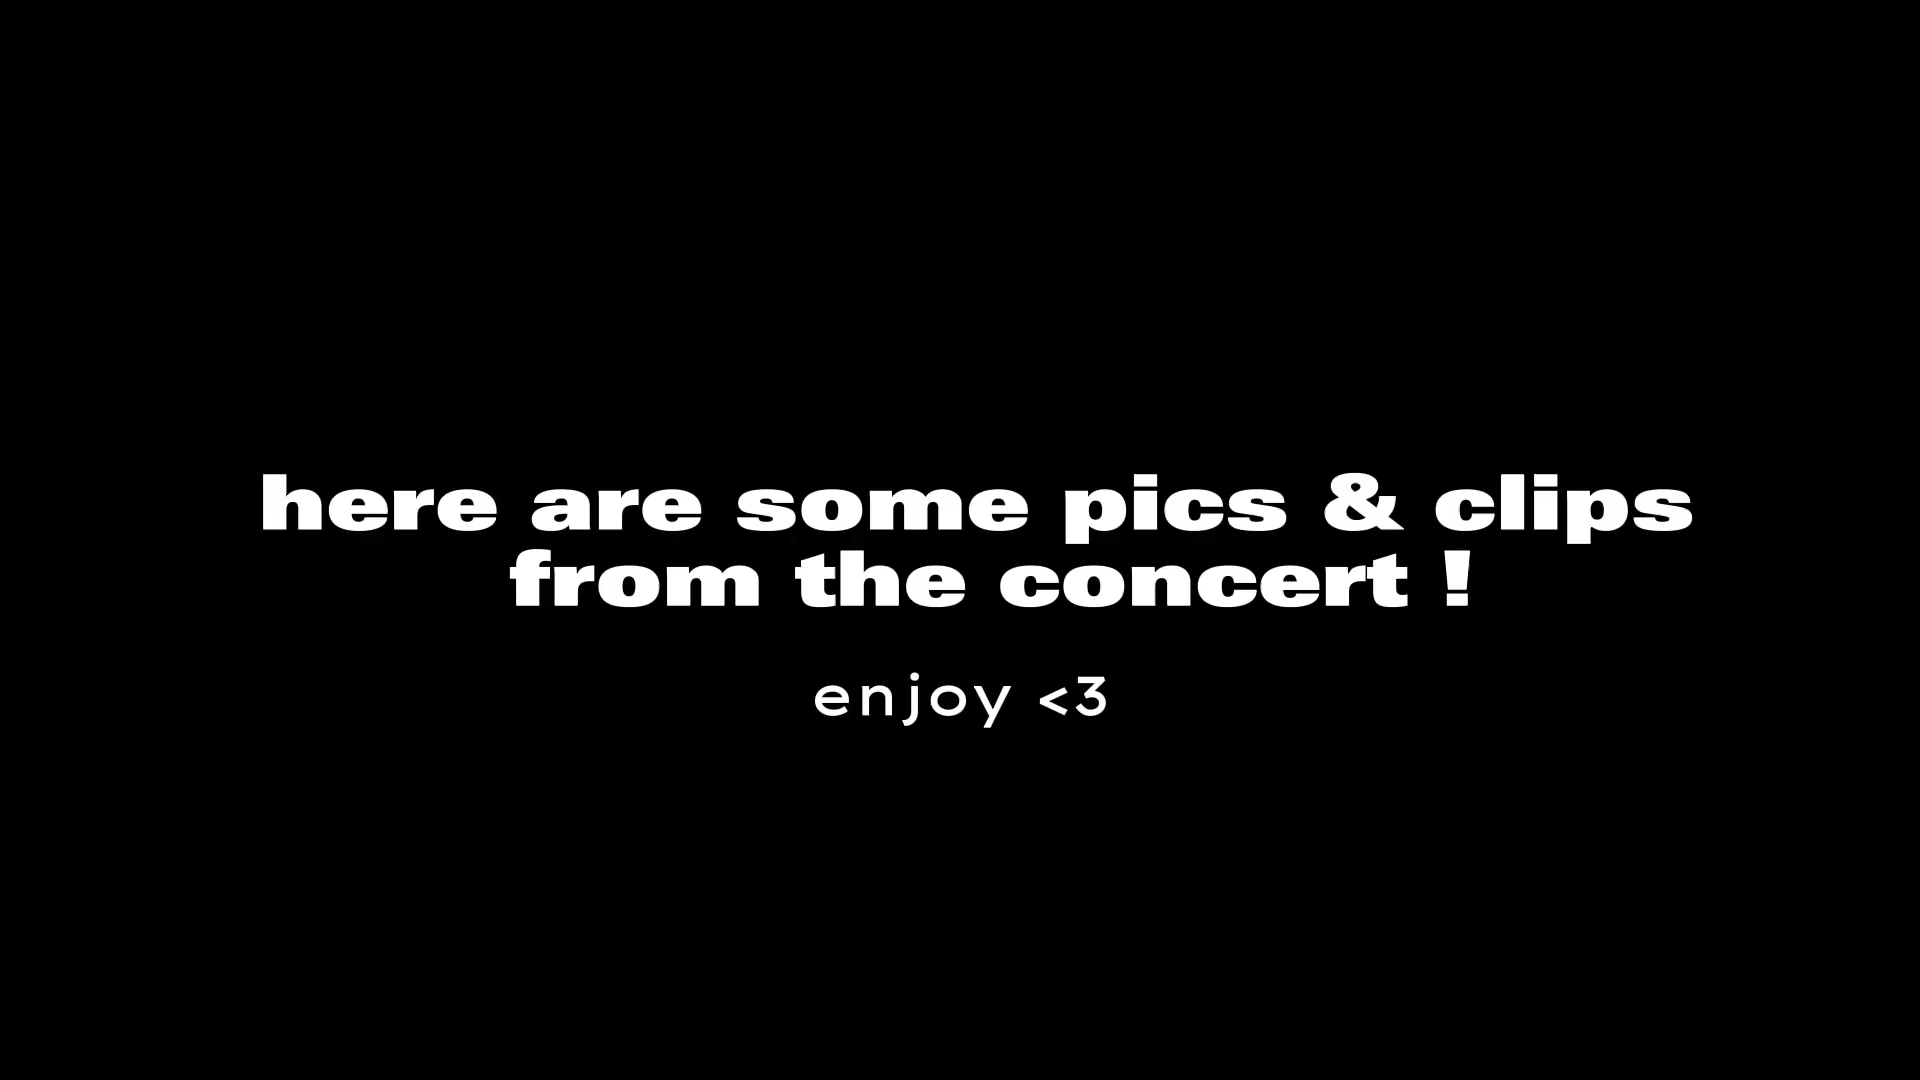 here are some pics & clips
from the concert !
enjoy <3